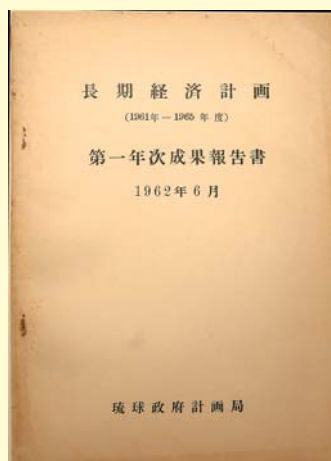 長期経済計画
(1961年－1965年度)
第一年次成果報告書
1962年6月
琉球政府計画局